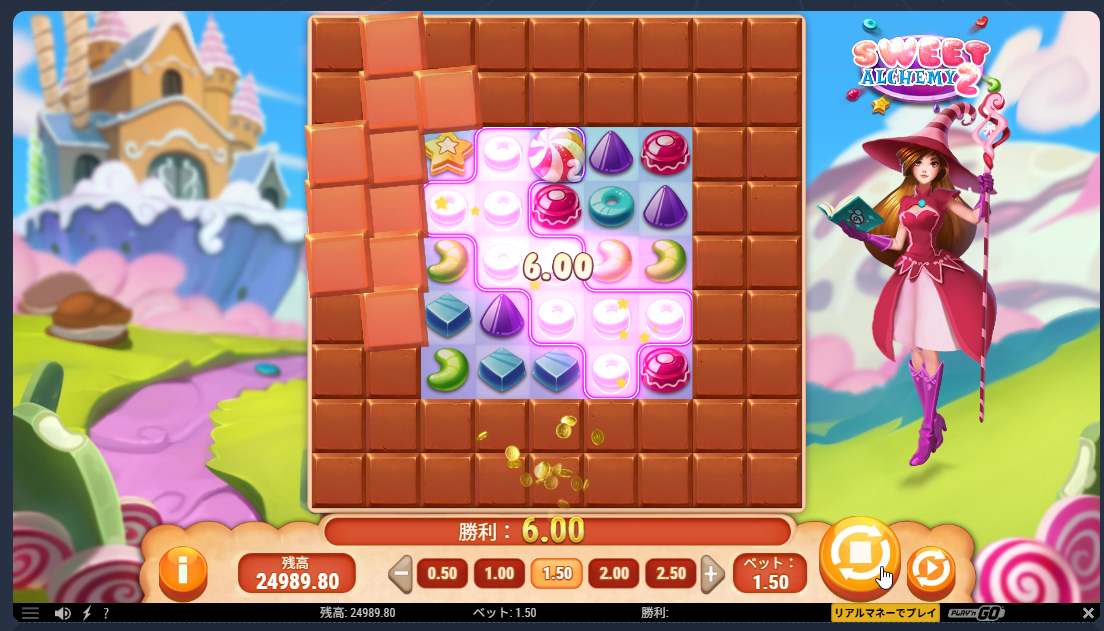 SWEET
ALCHEMY 2
6.00
勝利： 6.00
残高
24989.80
0.50
1.00
1.50
2.00
2.50
ベット：
1.50
残高: 24989.80
ベット: 1.50
勝利:
リアルマネーでプレイ
PLAY'n GO